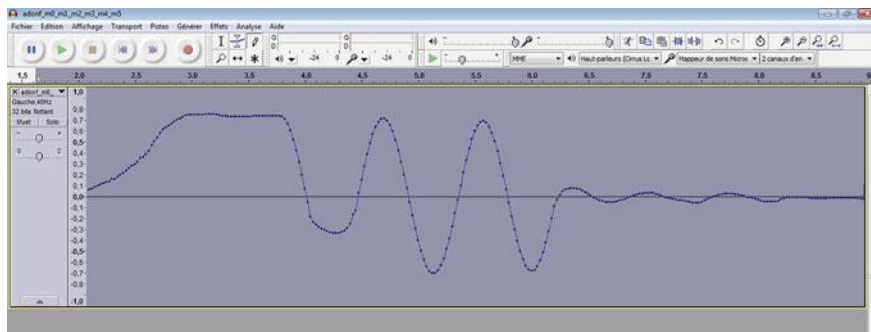 adonf_m0_m1_m2_m3_m4_m5
Fichier Edition Affichage Transport Pistes Générer Effets Analyse Aide
G
D
G
D
-24 0 -24 0
MME Haut-parleurs (Cirrus Lo Mappeur de sons Micros 2 canaux d'en
1,5 2,0 2,5 3,0 3,5 4,0 4,5 5,0 5,5 6,0 6,5 7,0 7,5 8,0 8,5 9
X adonf_m0_
Gauche,40Hz
32 bits flottant
Muet Solo
- +
G D
1,0
0,8
0,7
0,6
0,5
0,4
0,3
0,2
0,1
0,0
-0,1
-0,2
-0,3
-0,4
-0,5
-0,6
-0,7
-0,8
-1,0